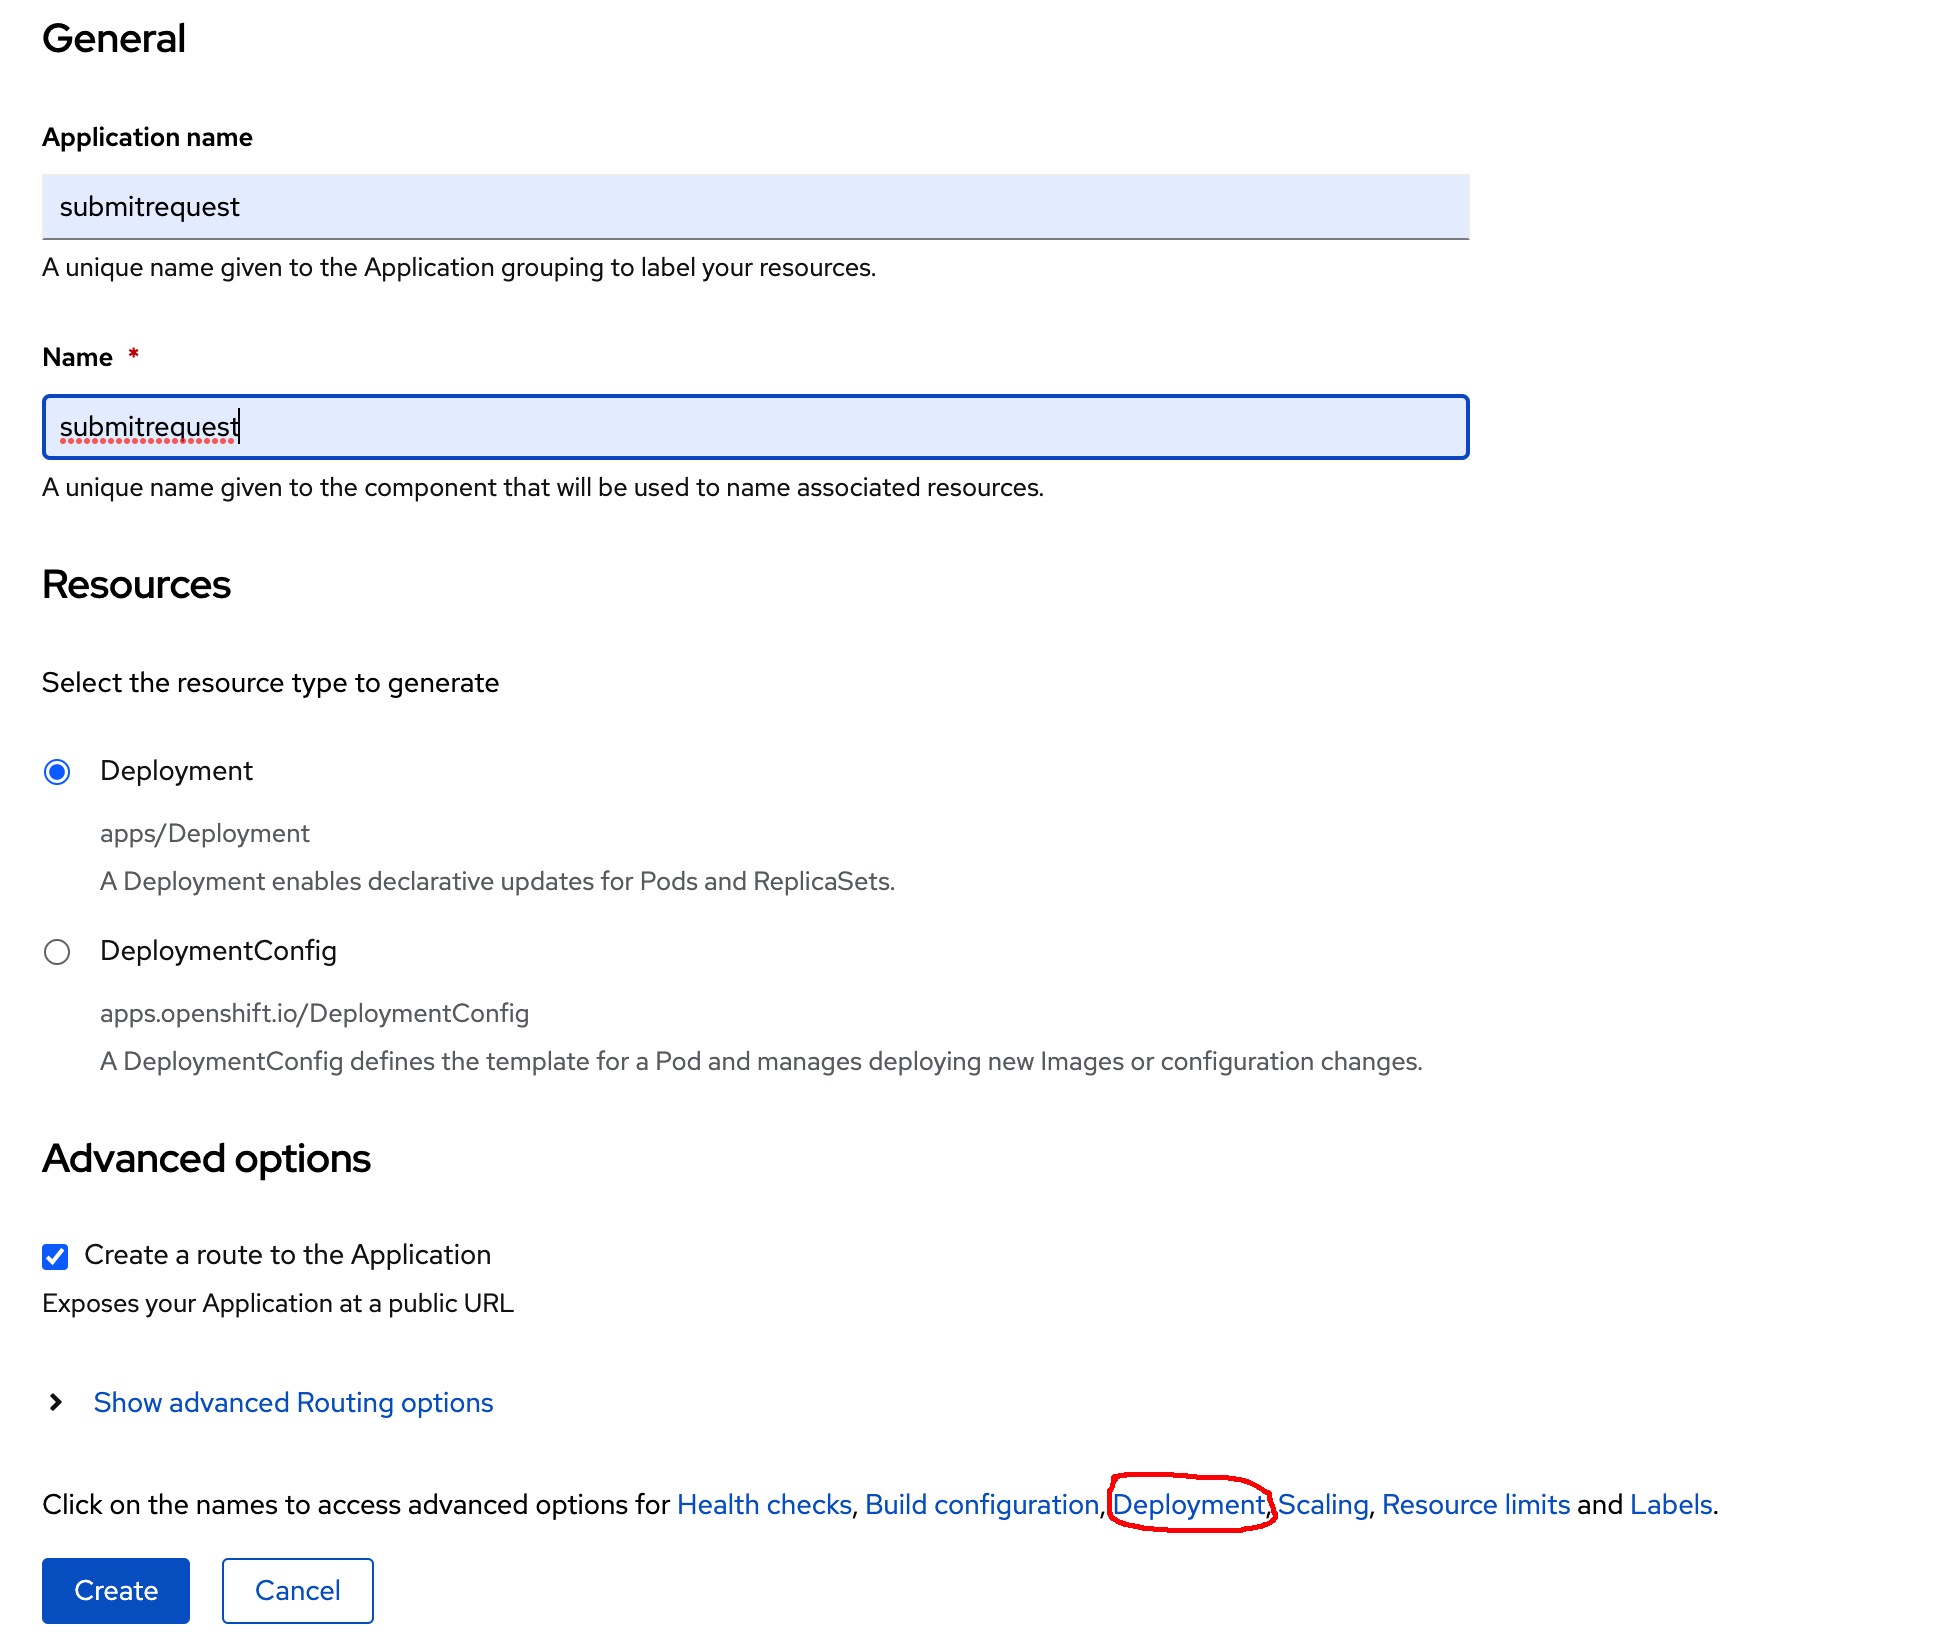 General
Application name
submitrequest
A unique name given to the Application grouping to label your resources.
Name *
submitrequest
A unique name given to the component that will be used to name associated resources.
Resources
Select the resource type to generate
Deployment
apps/Deployment
A Deployment enables declarative updates for Pods and ReplicaSets.
DeploymentConfig
apps.openshift.io/DeploymentConfig
A DeploymentConfig defines the template for a Pod and manages deploying new Images or configuration changes.
Advanced options
Create a route to the Application
Exposes your Application at a public URL
Show advanced Routing options
Click on the names to access advanced options for Health checks, Build configuration, Deployment, Scaling, Resource limits and Labels.
Create Cancel